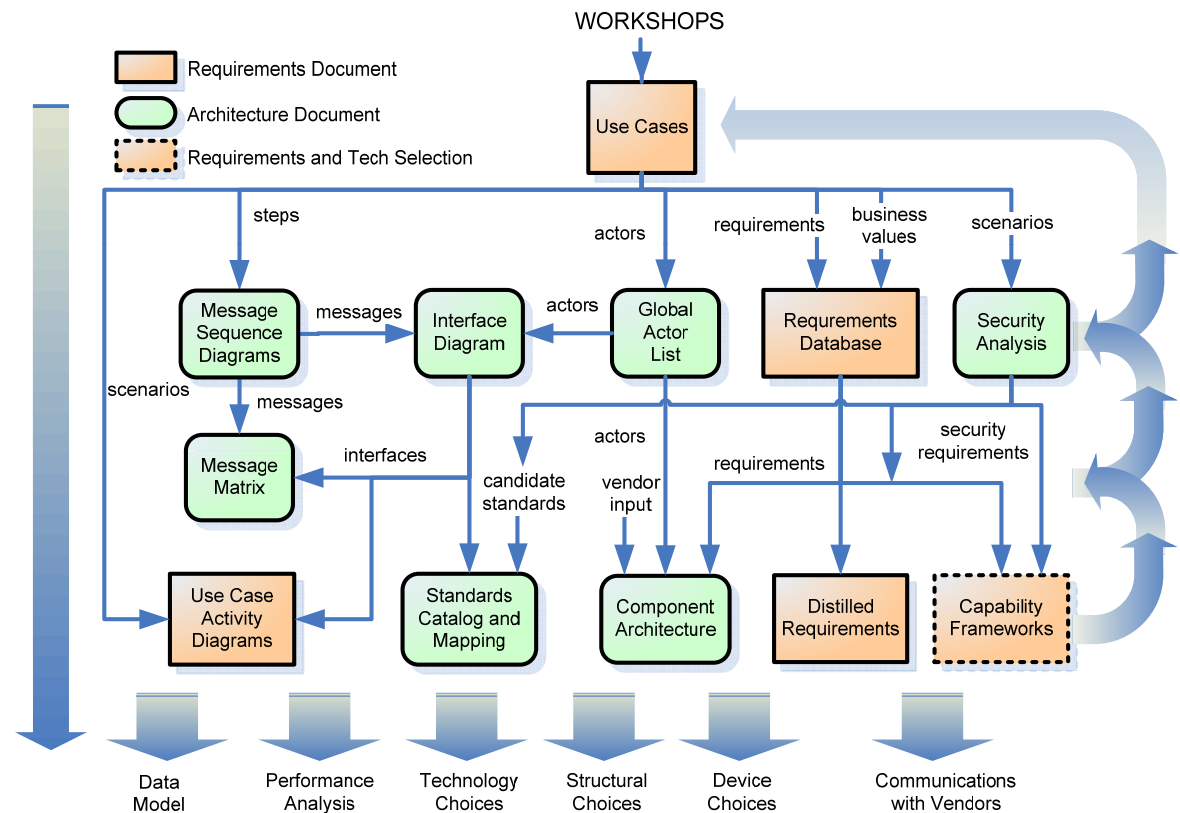 WORKSHOPS
Requirements Document
Architecture Document
Requirements and Tech Selection
Use Cases
steps
actors
requirements
business
values
scenarios
Message
Sequence
Diagrams
messages
Interface
Diagram
actors
Global
Actor
List
Requrements
Database
Security
Analysis
scenarios
messages
Message
Matrix
interfaces
candidate
standards
actors
vendor
input
requirements
security
requirements
Use Case
Activity
Diagrams
Standards
Catalog and
Mapping
Component
Architecture
Distilled
Requirements
Capability
Frameworks
Data
Model
Performance
Analysis
Technology
Choices
Structural
Choices
Device
Choices
Communications
with Vendors